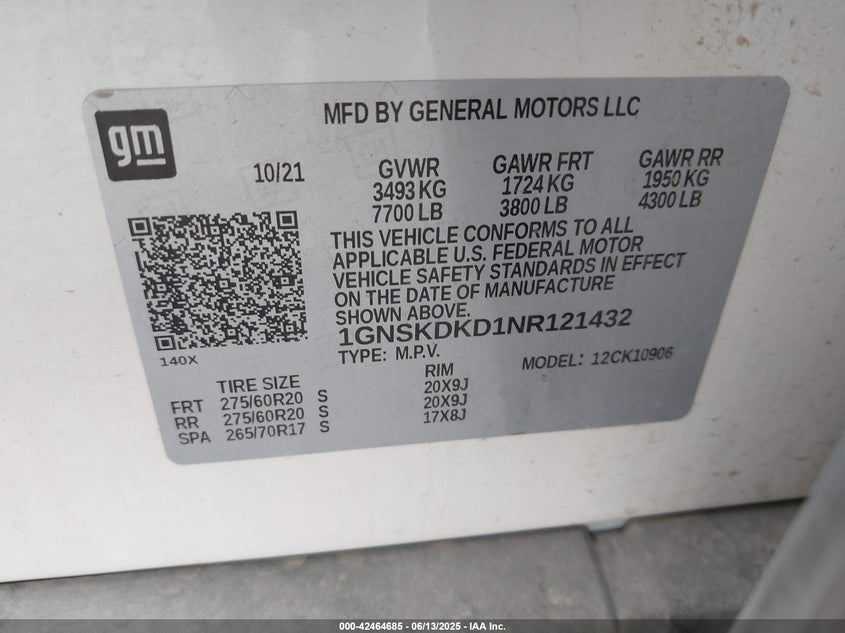 MFD BY GENERAL MOTORS LLC
gm
10/21
GVWR GAWR FRT GAWR RR
3493 KG 1724 KG 1950 KG
7700 LB 3800 LB 4300 LB
THIS VEHICLE CONFORMS TO ALL
APPLICABLE U.S. FEDERAL MOTOR
VEHICLE SAFETY STANDARDS IN EFFECT
ON THE DATE OF MANUFACTURE
SHOWN ABOVE.
1GNSKDKD1NR121432
140X
TYPE: M.P.V. MODEL: 12CK10906
TIRE SIZE RIM
FRT 275/60R20 S 20X9J
RR 275/60R20 S 20X9J
SPA 265/70R17 S 17X8J
000-42464685 - 06/13/2025 - IAA Inc.